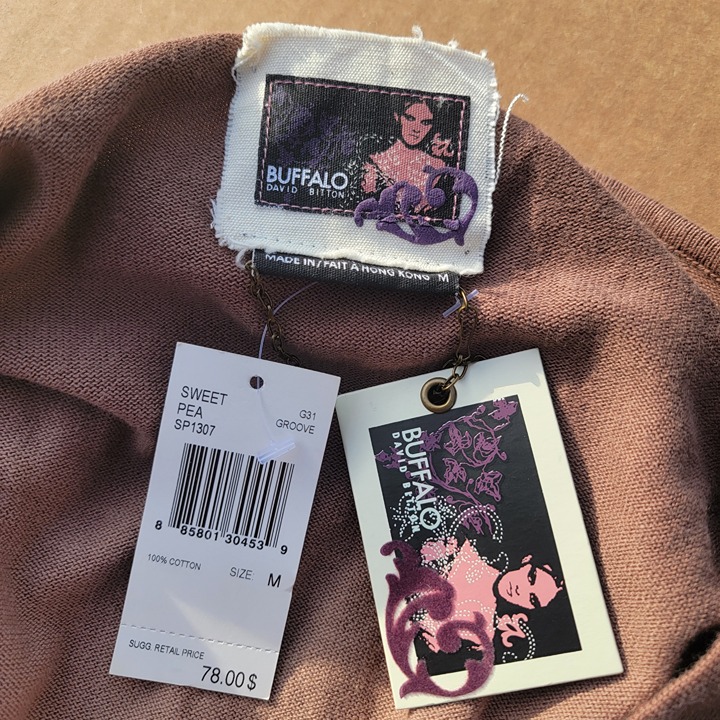 BUFFALO
DAVID BITTON
MADE IN / FAIT À HONG KONG M
SWEET
PEA
SP1307
G31
GROOVE
8 85801 30453 9
100% COTTON
SIZE M
SUGG. RETAIL PRICE
78.00 $
BUFFALO
DAVID BITTON